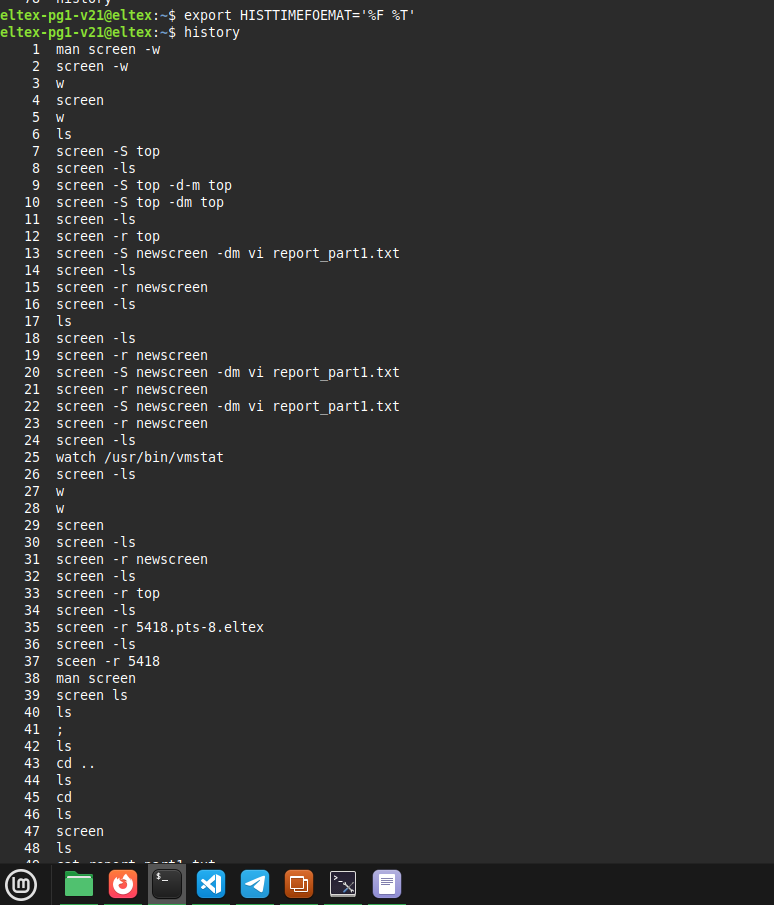 history
eltex-pg1-v21@eltex:~$ export HISTTIMEFOEMAT='%F %T'
eltex-pg1-v21@eltex:~$ history
1 man screen -w
2 screen -w
3 w
4 screen
5 w
6 ls
7 screen -S top
8 screen -ls
9 screen -S top -d-m top
10 screen -S top -dm top
11 screen -ls
12 screen -r top
13 screen -S newscreen -dm vi report_part1.txt
14 screen -ls
15 screen -r newscreen
16 screen -ls
17 ls
18 screen -ls
19 screen -r newscreen
20 screen -S newscreen -dm vi report_part1.txt
21 screen -r newscreen
22 screen -S newscreen -dm vi report_part1.txt
23 screen -r newscreen
24 screen -ls
25 watch /usr/bin/vmstat
26 screen -ls
27 w
28 w
29 screen
30 screen -ls
31 screen -r newscreen
32 screen -ls
33 screen -r top
34 screen -ls
35 screen -r 5418.pts-8.eltex
36 screen -ls
37 sceen -r 5418
38 man screen
39 screen ls
40 ls
41 ;
42 ls
43 cd ..
44 ls
45 cd
46 ls
47 screen
48 ls
49 cat report_part1.txt